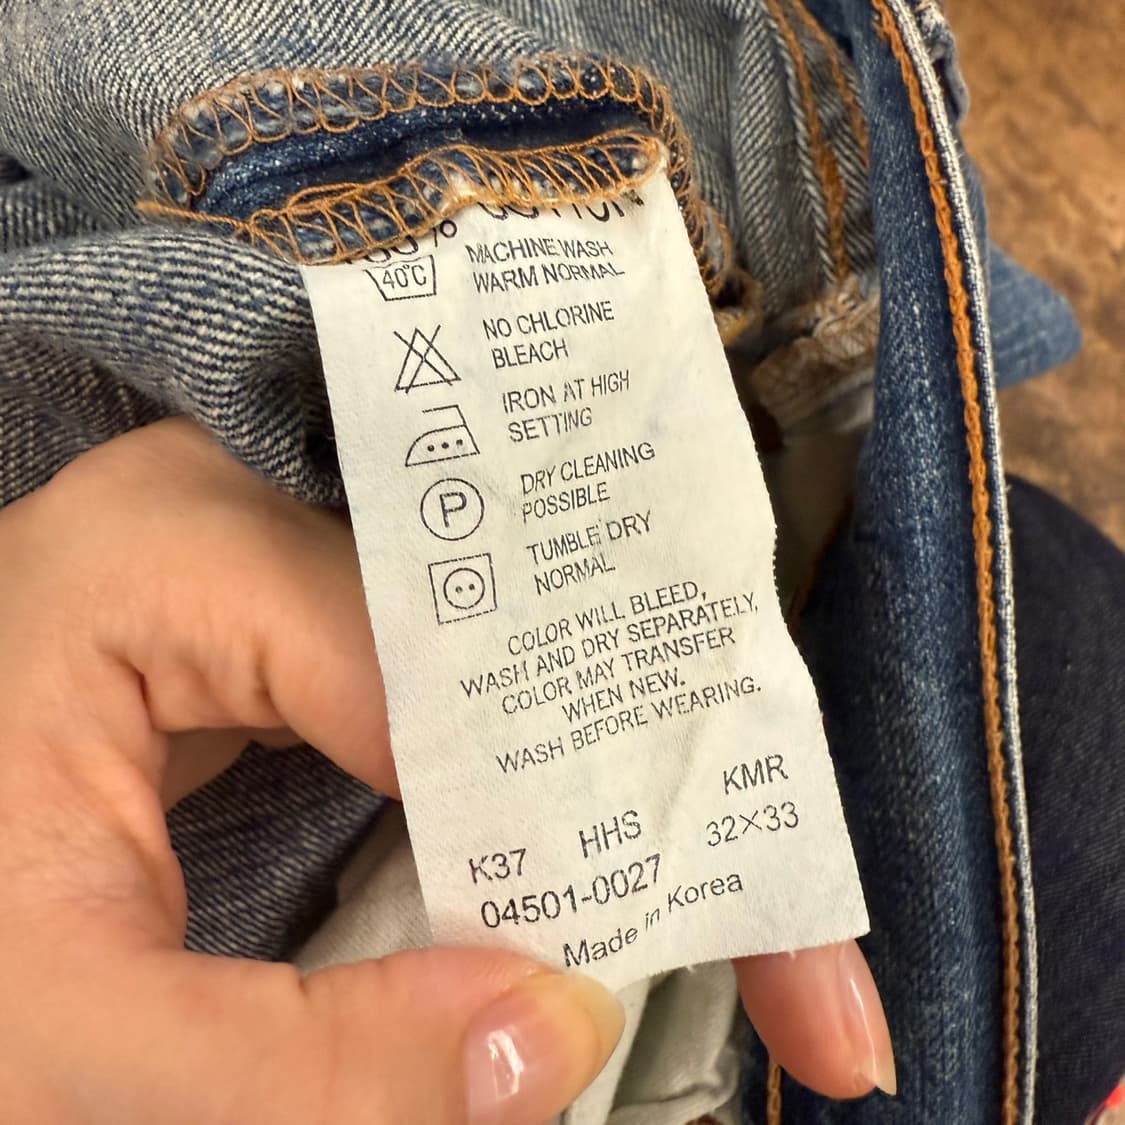 COTTON
40°C
MACHINE WASH
WARM NORMAL
NO CHLORINE
BLEACH
IRON AT HIGH
SETTING
P
DRY CLEANING
POSSIBLE
TUMBLE DRY
NORMAL
COLOR WILL BLEED,
WASH AND DRY SEPARATELY,
COLOR MAY TRANSFER
WHEN NEW.
WASH BEFORE WEARING.
KMR
K37 HHS 32×33
04501-0027
Made in Korea